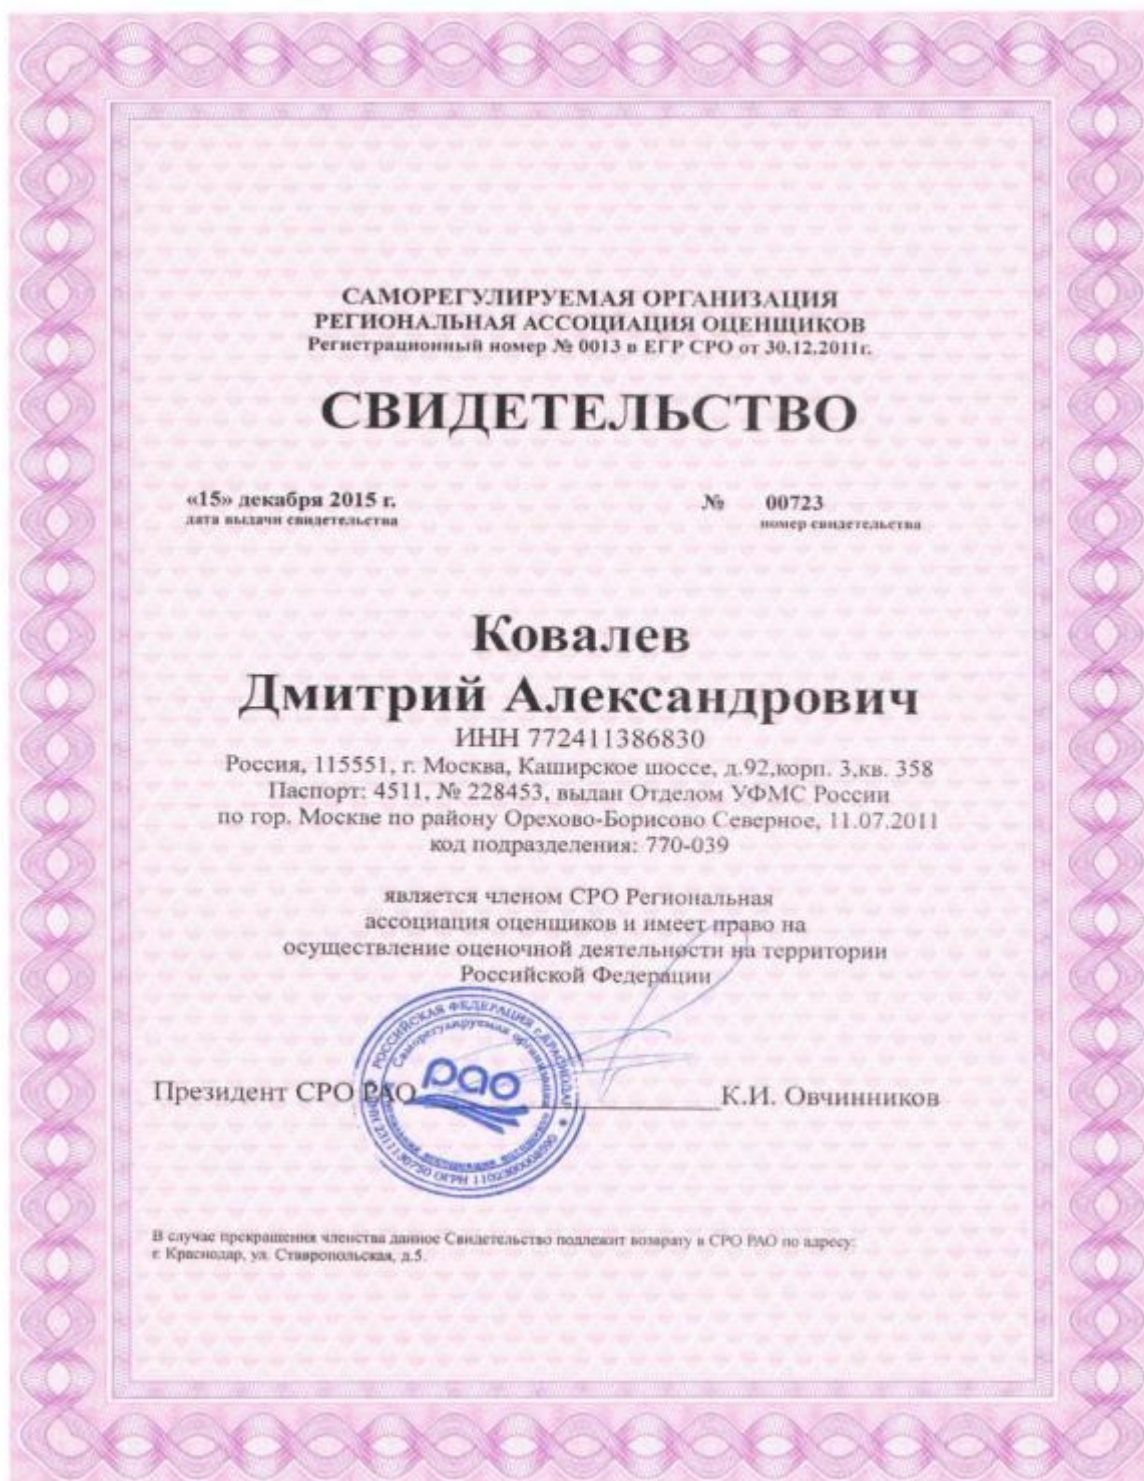 САМОРЕГУЛИРУЕМАЯ ОРГАНИЗАЦИЯ
РЕГИОНАЛЬНАЯ АССОЦИАЦИЯ ОЦЕНЩИКОВ
Регистрационный номер № 0013 в ЕГР СРО от 30.12.2011г.
СВИДЕТЕЛЬСТВО
«15» декабря 2015 г. № 00723
дата выдачи свидетельства номер свидетельства
Ковалев
Дмитрий Александрович
ИНН 772411386830
Россия, 115551, г. Москва, Каширское шоссе, д.92,корп. 3,кв. 358
Паспорт: 4511, № 228453, выдан Отделом УФМС России
по гор. Москве по району Орехово-Борисово Северное, 11.07.2011
код подразделения: 770-039
является членом СРО Региональная
ассоциация оценщиков и имеет право на
осуществление оценочной деятельности на территории
Российской Федерации
РОССИЙСКАЯ ФЕДЕРАЦИЯ г.КРАСНОДАР
Саморегулируемая организация
рао
Президент СРО РАО К.И. Овчинников
В случае прекращения членства данное Свидетельство подлежит возврату в СРО РАО по адресу:
г. Краснодар, ул. Ставропольская, д.5.